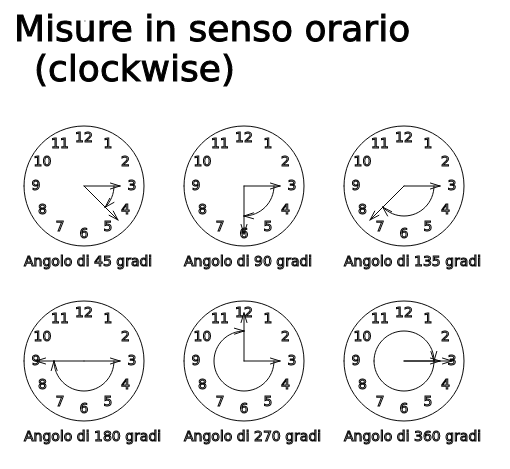 Misure in senso orario
(clockwise)
12 1 2 3 4 5 6 7 8 9 10 11
Angolo di 45 gradi
12 1 2 3 4 5 6 7 8 9 10 11
Angolo di 90 gradi
12 1 2 3 4 5 6 7 8 9 10 11
Angolo di 135 gradi
12 1 2 3 4 5 6 7 8 9 10 11
Angolo di 180 gradi
12 1 2 3 4 5 6 7 8 9 10 11
Angolo di 270 gradi
12 1 2 3 4 5 6 7 8 9 10 11
Angolo di 360 gradi